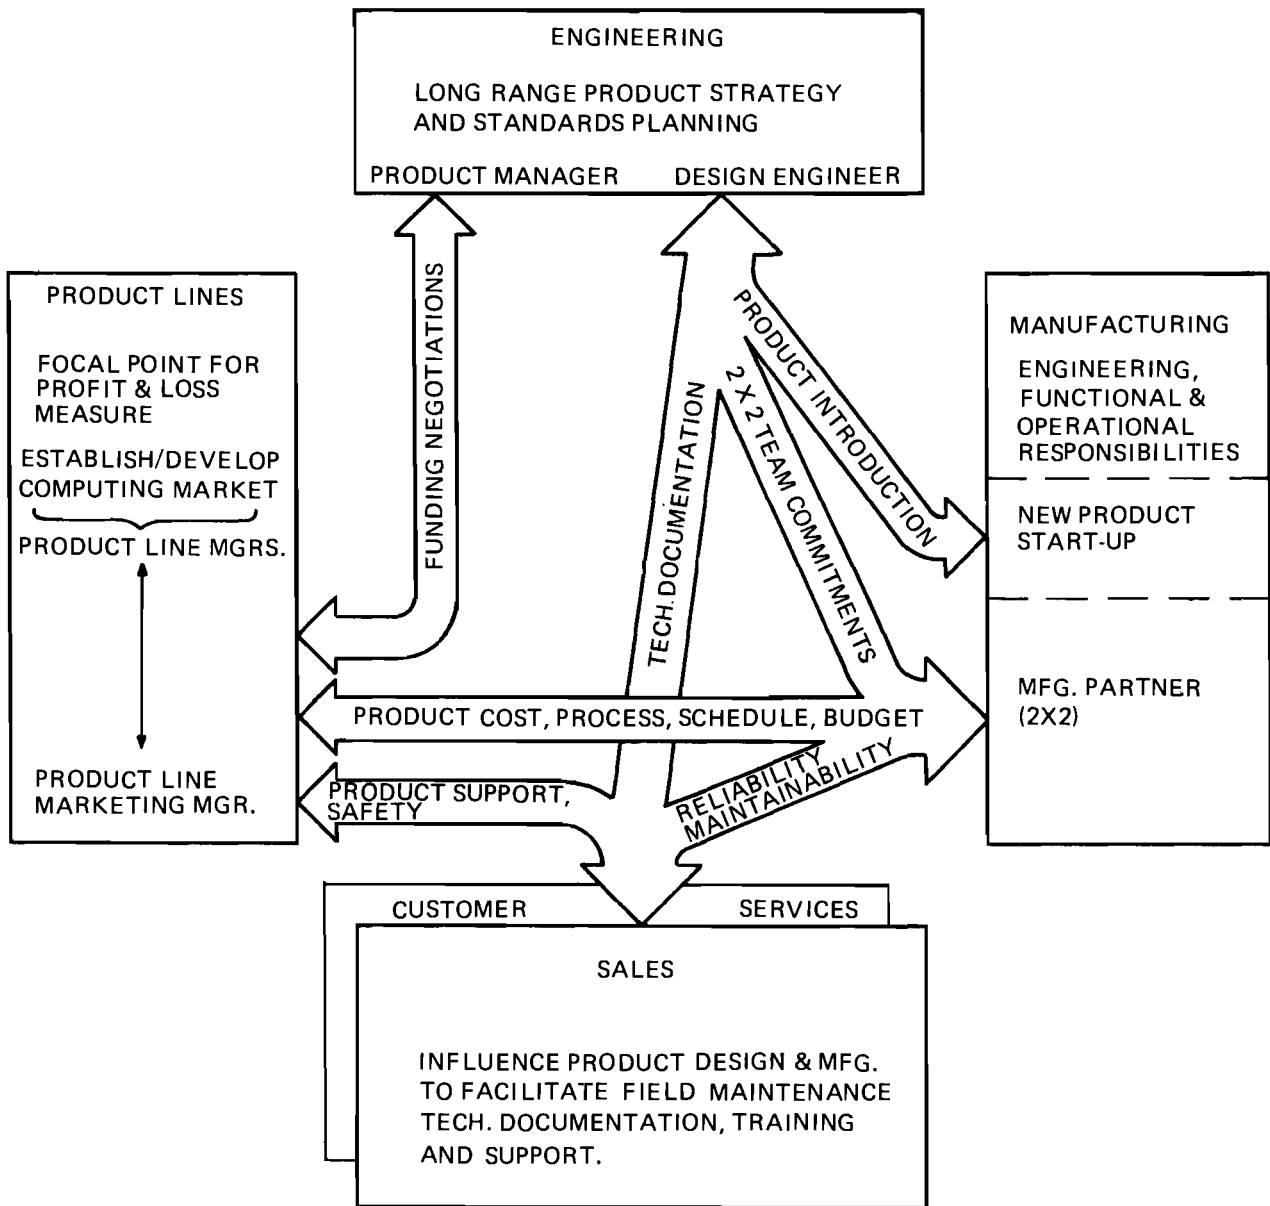 ENGINEERING
LONG RANGE PRODUCT STRATEGY
AND STANDARDS PLANNING
PRODUCT MANAGER
DESIGN ENGINEER
PRODUCT LINES
FOCAL POINT FOR
PROFIT & LOSS
MEASURE
ESTABLISH/DEVELOP
COMPUTING MARKET
PRODUCT LINE MGRS.
PRODUCT LINE
MARKETING MGR.
FUNDING NEGOTIATIONS
TECH. DOCUMENTATION
2 X 2 TEAM COMMITMENTS
PRODUCT INTRODUCTION
MANUFACTURING
ENGINEERING,
FUNCTIONAL &
OPERATIONAL
RESPONSIBILITIES
NEW PRODUCT
START-UP
MFG. PARTNER
(2X2)
PRODUCT COST, PROCESS, SCHEDULE, BUDGET
PRODUCT SUPPORT,
SAFETY
RELIABILITY
MAINTAINABILITY
CUSTOMER SERVICES
SALES
INFLUENCE PRODUCT DESIGN & MFG.
TO FACILITATE FIELD MAINTENANCE
TECH. DOCUMENTATION, TRAINING
AND SUPPORT.